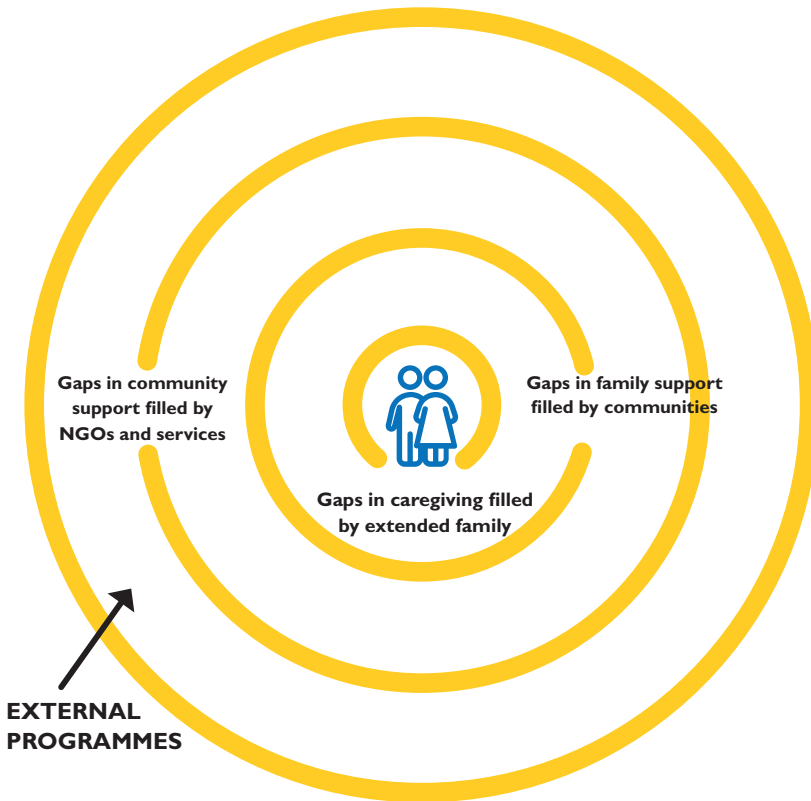 Gaps in community
support filled by
NGOs and services
Gaps in family support
filled by communities
Gaps in caregiving filled
by extended family
EXTERNAL
PROGRAMMES